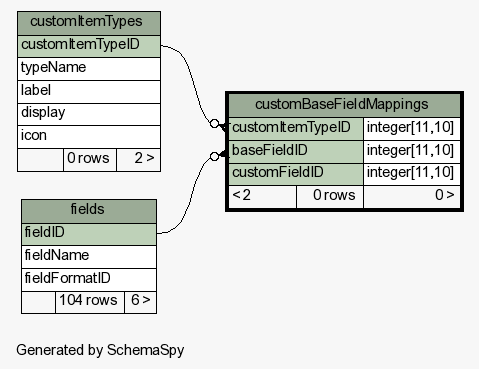 customItemTypes
customItemTypeID
typeName
label
display
icon
0 rows 2 >
customBaseFieldMappings
customItemTypeID integer[11,10]
baseFieldID integer[11,10]
customFieldID integer[11,10]
< 2 0 rows 0 >
fields
fieldID
fieldName
fieldFormatID
104 rows 6 >
Generated by SchemaSpy